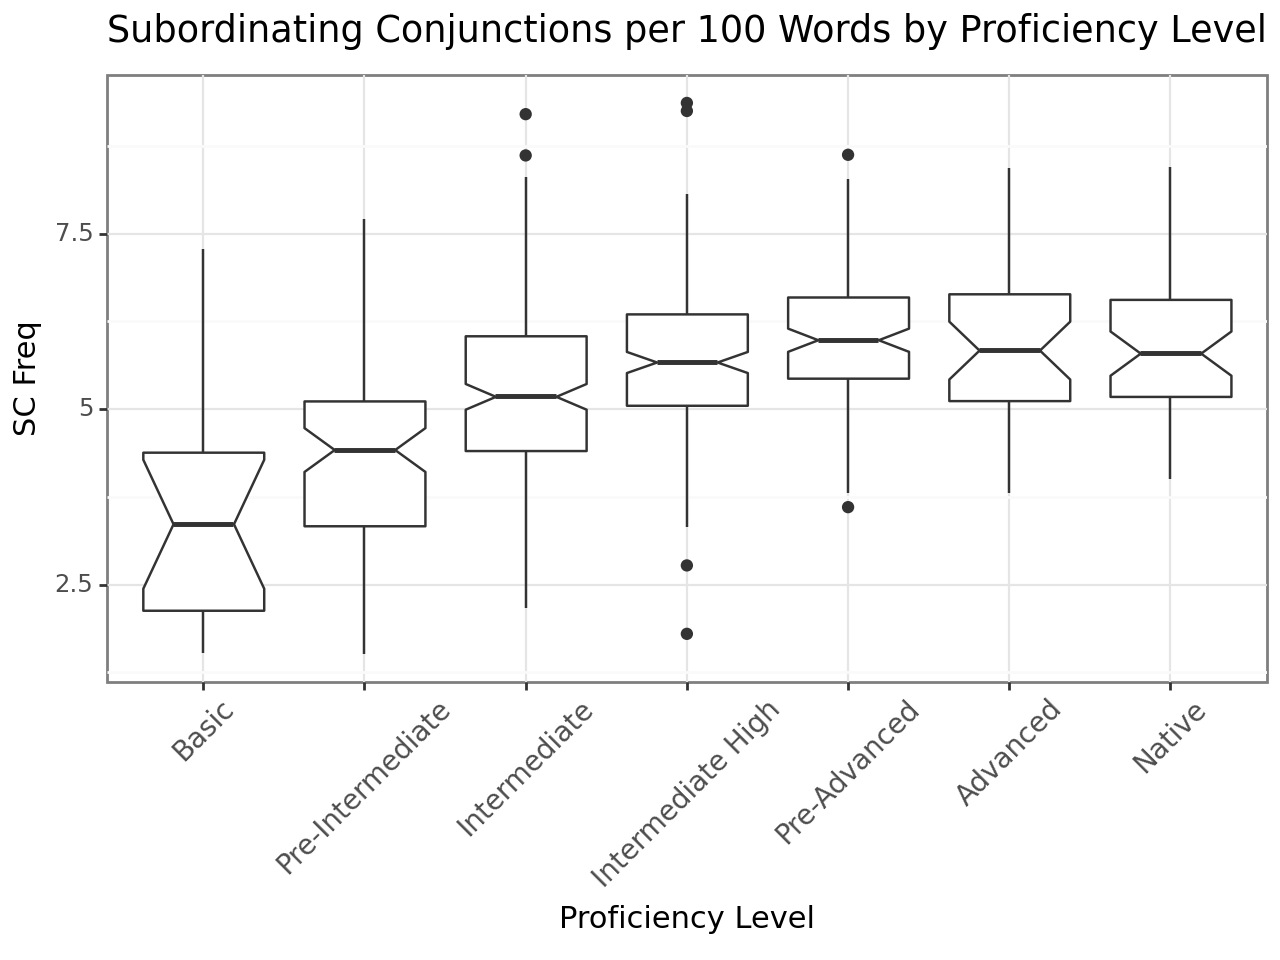 Subordinating Conjunctions per 100 Words by Proficiency Level
SC Freq
7.5
5
2.5
Basic
Pre-Intermediate
Intermediate
Intermediate High
Pre-Advanced
Advanced
Native
Proficiency Level